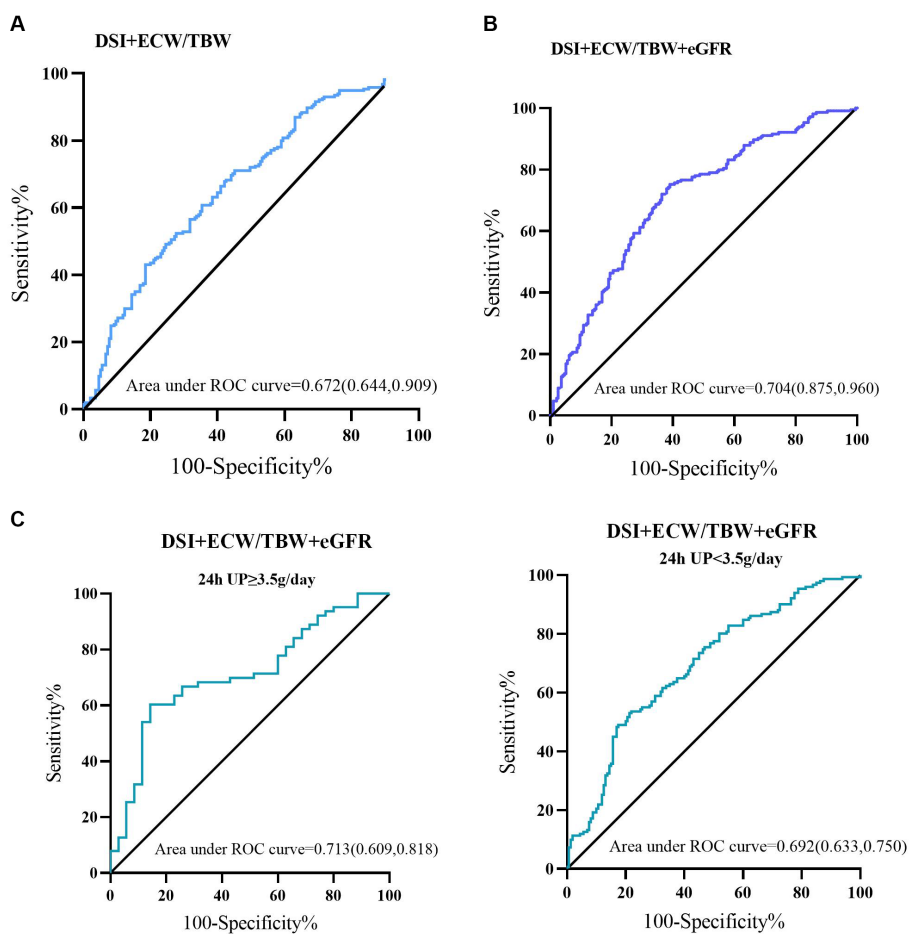 A
DSI+ECW/TBW
100
80
60
40
20
0
Sensitivity%
Area under ROC curve=0.672(0.644,0.909)
0 20 40 60 80 100
100-Specificity%
B
DSI+ECW/TBW+eGFR
100
80
60
40
20
0
Sensitivity%
Area under ROC curve=0.704(0.875,0.960)
0 20 40 60 80 100
100-Specificity%
C
DSI+ECW/TBW+eGFR
24h UP≥3.5g/day
100
80
60
40
20
0
Sensitivity%
Area under ROC curve=0.713(0.609,0.818)
0 20 40 60 80 100
100-Specificity%
DSI+ECW/TBW+eGFR
24h UP<3.5g/day
100
80
60
40
20
0
Sensitivity%
Area under ROC curve=0.692(0.633,0.750)
0 20 40 60 80 100
100-Specificity%